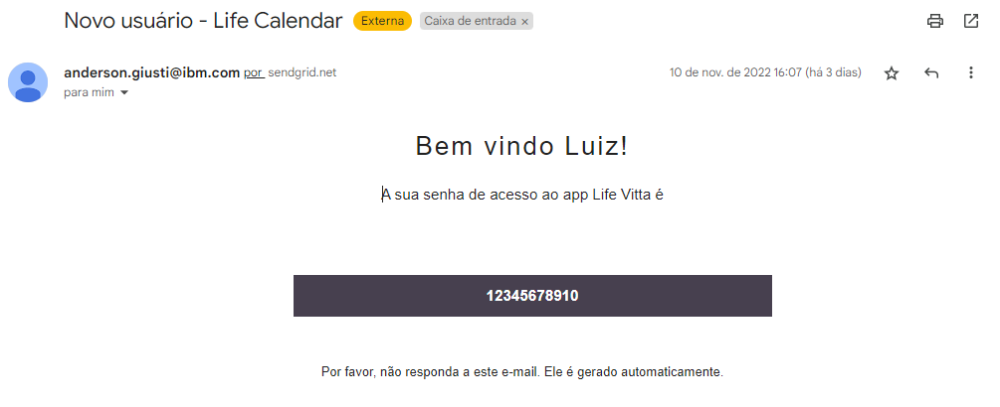 Novo usuário - Life Calendar Externa Caixa de entrada ×
anderson.giusti@ibm.com por sendgrid.net 10 de nov. de 2022 16:07 (há 3 dias)
para mim
Bem vindo Luiz!
A sua senha de acesso ao app Life Vitta é
12345678910
Por favor, não responda a este e-mail. Ele é gerado automaticamente.